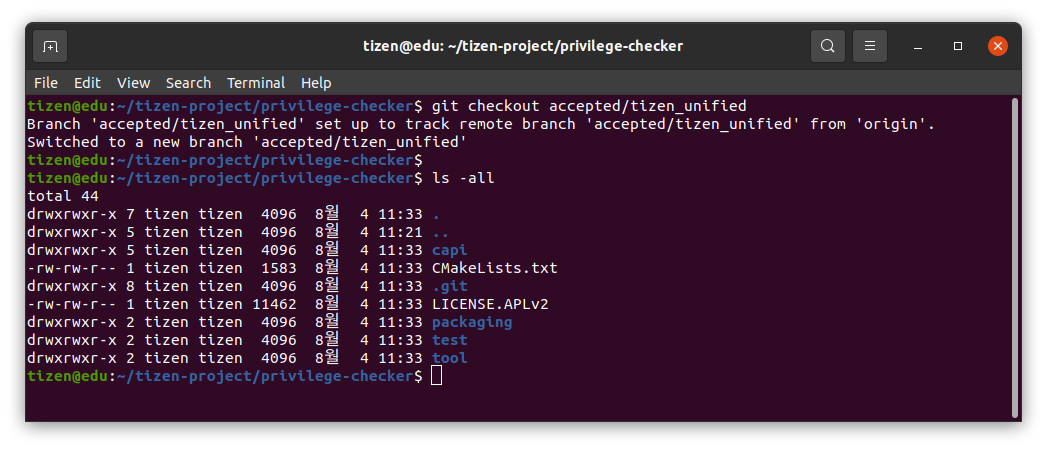 tizen@edu: ~/tizen-project/privilege-checker
File Edit View Search Terminal Help
tizen@edu:~/tizen-project/privilege-checker$ git checkout accepted/tizen_unified
Branch 'accepted/tizen_unified' set up to track remote branch 'accepted/tizen_unified' from 'origin'.
Switched to a new branch 'accepted/tizen_unified'
tizen@edu:~/tizen-project/privilege-checker$
tizen@edu:~/tizen-project/privilege-checker$ ls -all
total 44
drwxrwxr-x 7 tizen tizen  4096  8월   4 11:33 .
drwxrwxr-x 5 tizen tizen  4096  8월   4 11:21 ..
drwxrwxr-x 5 tizen tizen  4096  8월   4 11:33 capi
-rw-rw-r-- 1 tizen tizen  1583  8월   4 11:33 CMakeLists.txt
drwxrwxr-x 8 tizen tizen  4096  8월   4 11:33 .git
-rw-rw-r-- 1 tizen tizen 11462  8월   4 11:33 LICENSE.APLv2
drwxrwxr-x 2 tizen tizen  4096  8월   4 11:33 packaging
drwxrwxr-x 2 tizen tizen  4096  8월   4 11:33 test
drwxrwxr-x 2 tizen tizen  4096  8월   4 11:33 tool
tizen@edu:~/tizen-project/privilege-checker$